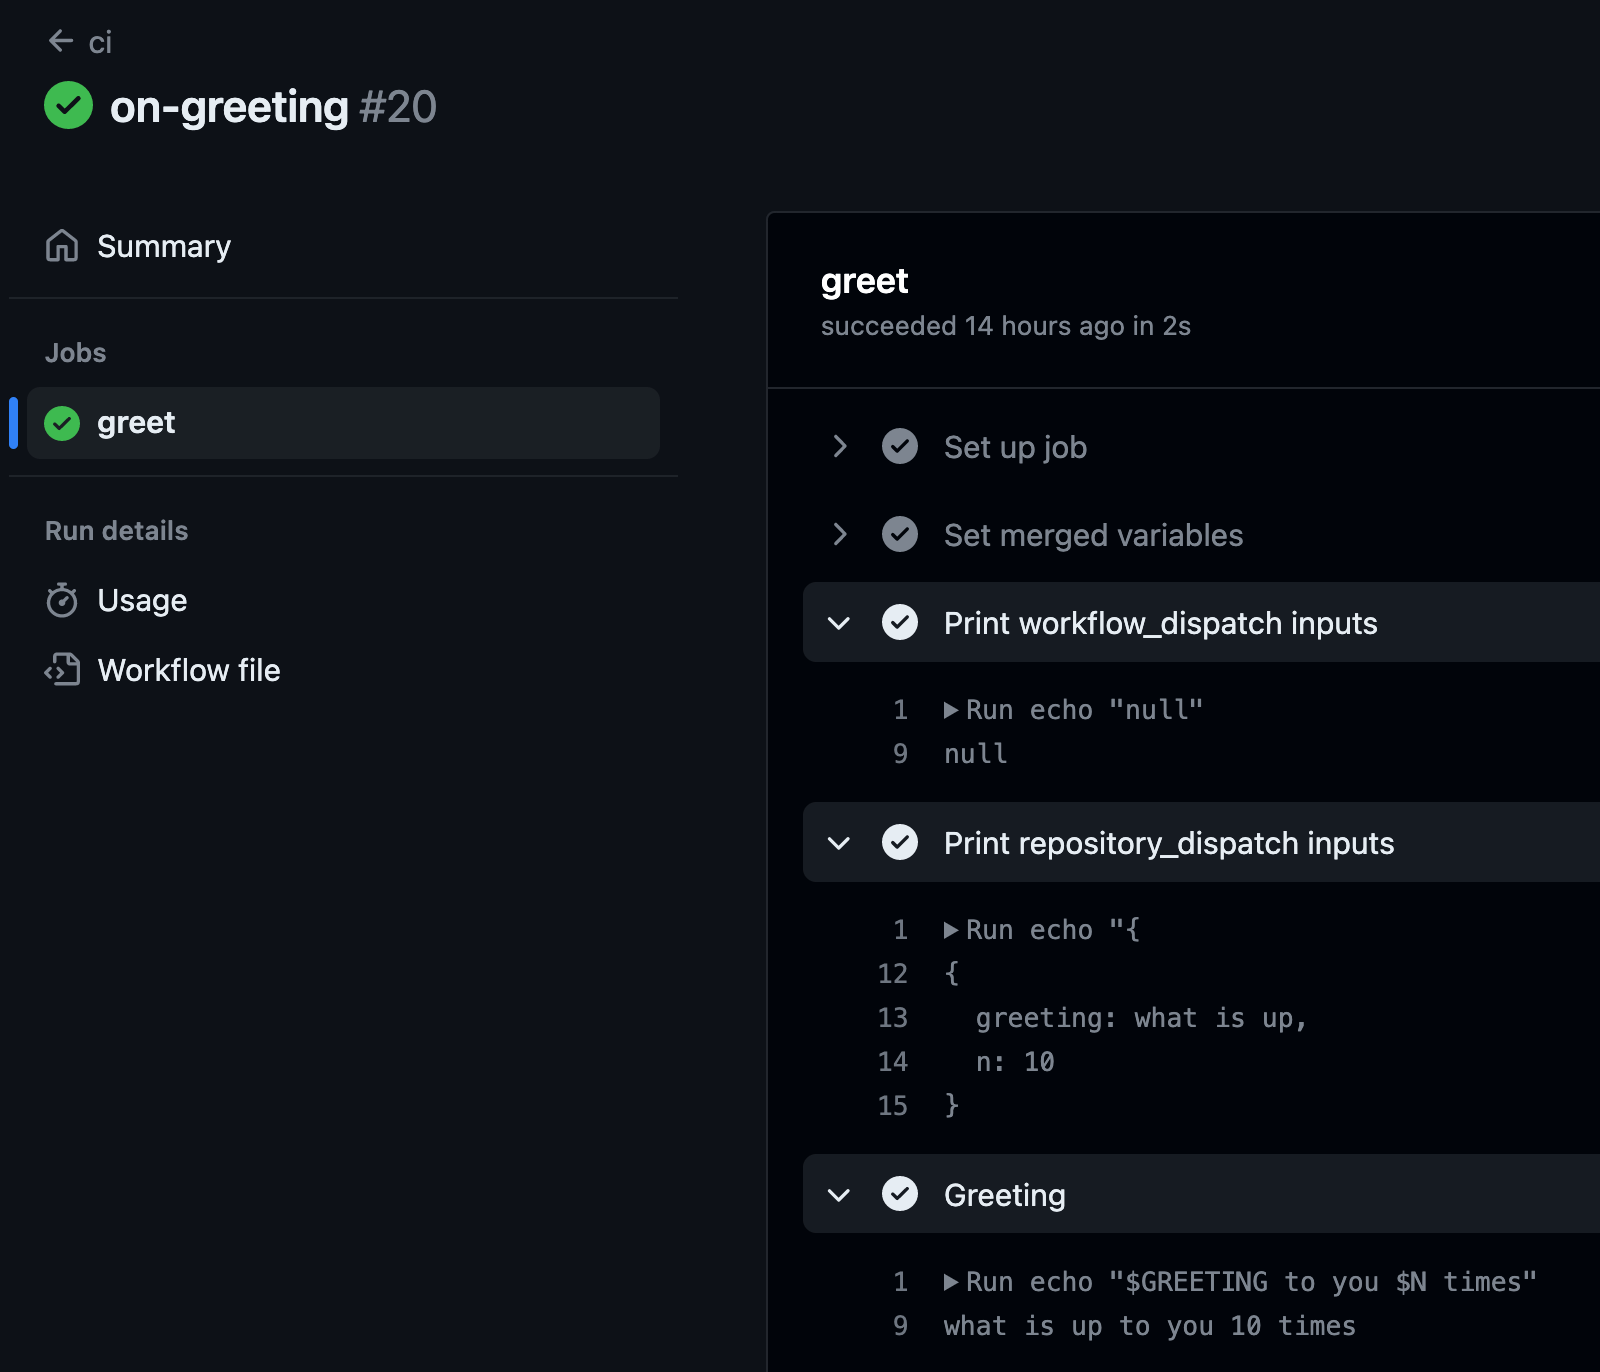 ci
on-greeting #20
Summary
Jobs
greet
Run details
Usage
Workflow file
greet
succeeded 14 hours ago in 2s
Set up job
Set merged variables
Print workflow_dispatch inputs
1 Run echo "null"
9 null
Print repository_dispatch inputs
1 Run echo "{
12 {
13 greeting: what is up,
14 n: 10
15 }
Greeting
1 Run echo "$GREETING to you $N times"
9 what is up to you 10 times